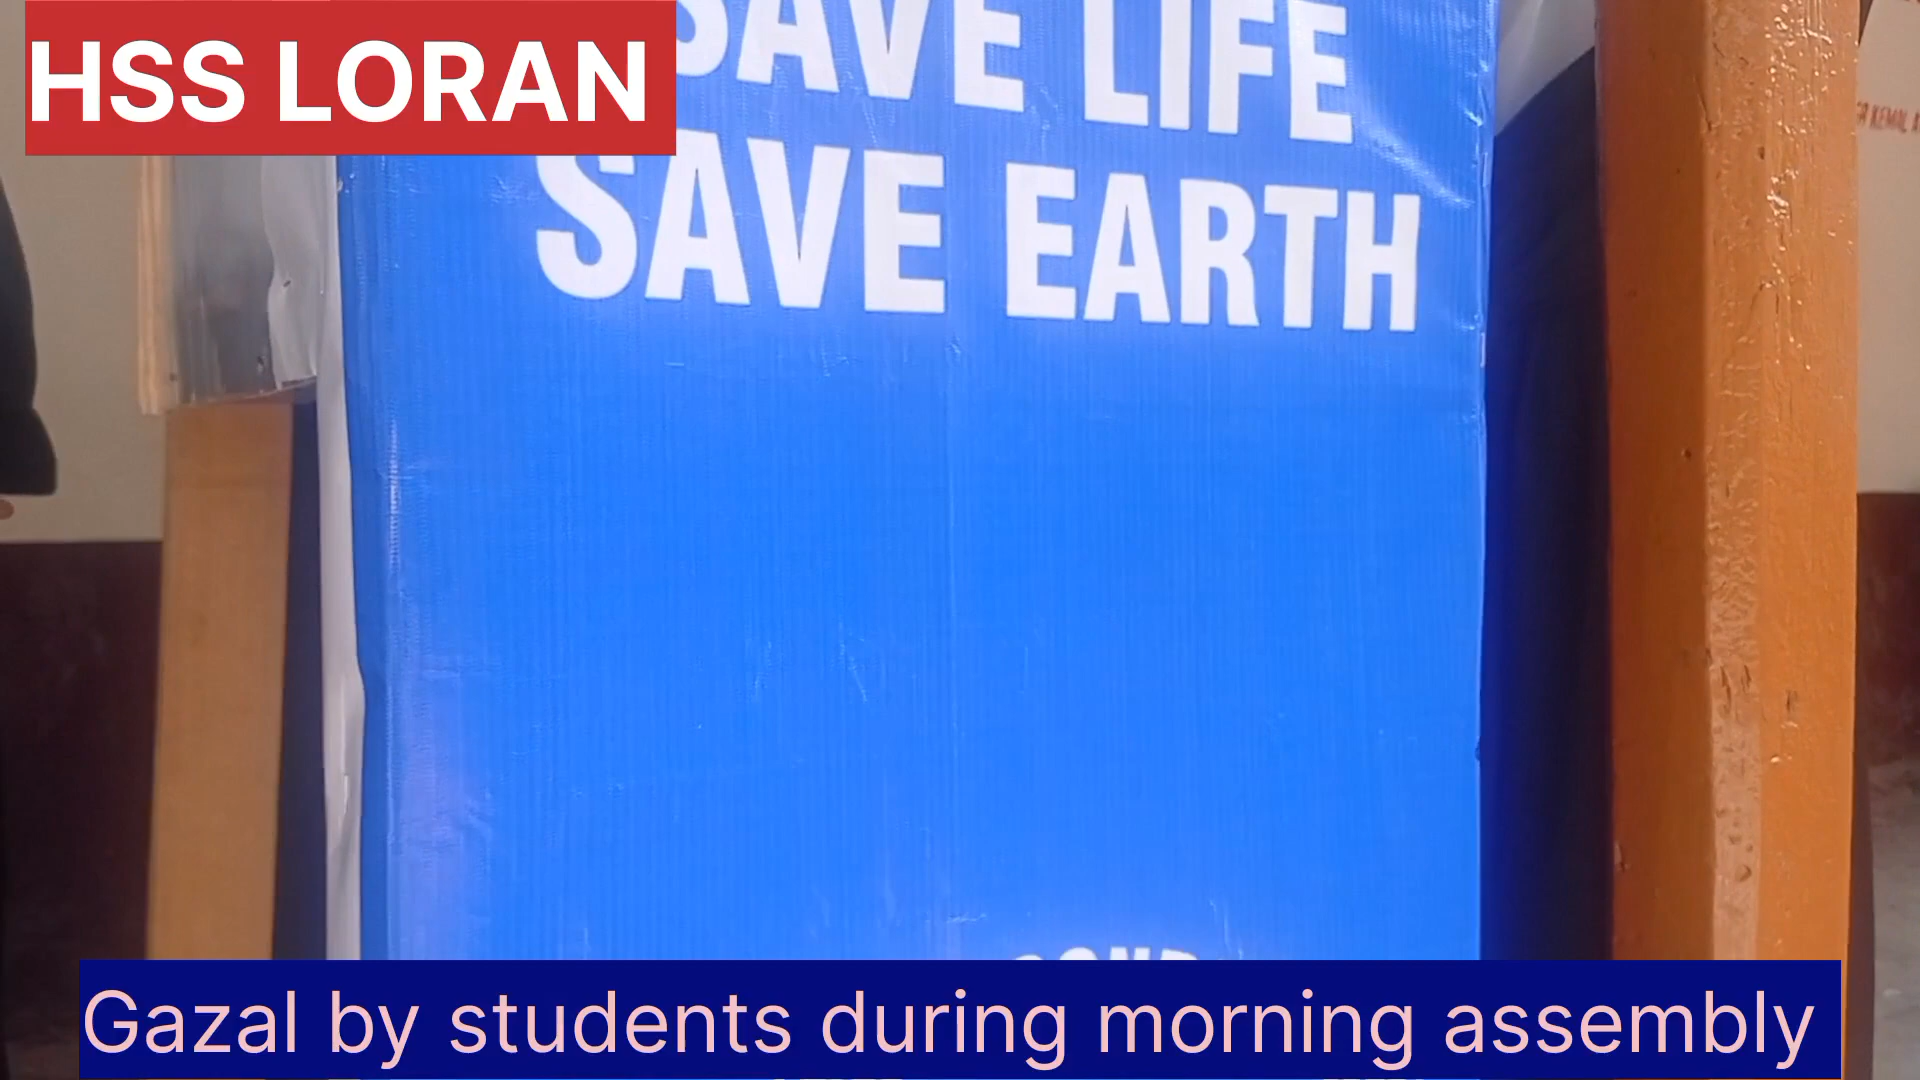 HSS LORAN
SAVE LIFE
SAVE EARTH
Gazal by students during morning assembly